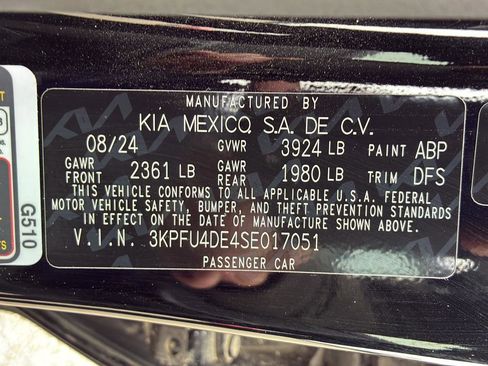 MANUFACTURED BY
KIA MEXICO, S.A. DE C.V.
08/24 GVWR 3924 LB PAINT ABP
GAWR FRONT 2361 LB GAWR REAR 1980 LB TRIM DFS
THIS VEHICLE CONFORMS TO ALL APPLICABLE U.S.A. FEDERAL
MOTOR VEHICLE SAFETY, BUMPER, AND THEFT PREVENTION STANDARDS
IN EFFECT ON THE DATE OF MANUFACTURE SHOWN ABOVE.
V.I.N. 3KPFU4DE4SE017051
PASSENGER CAR
G510